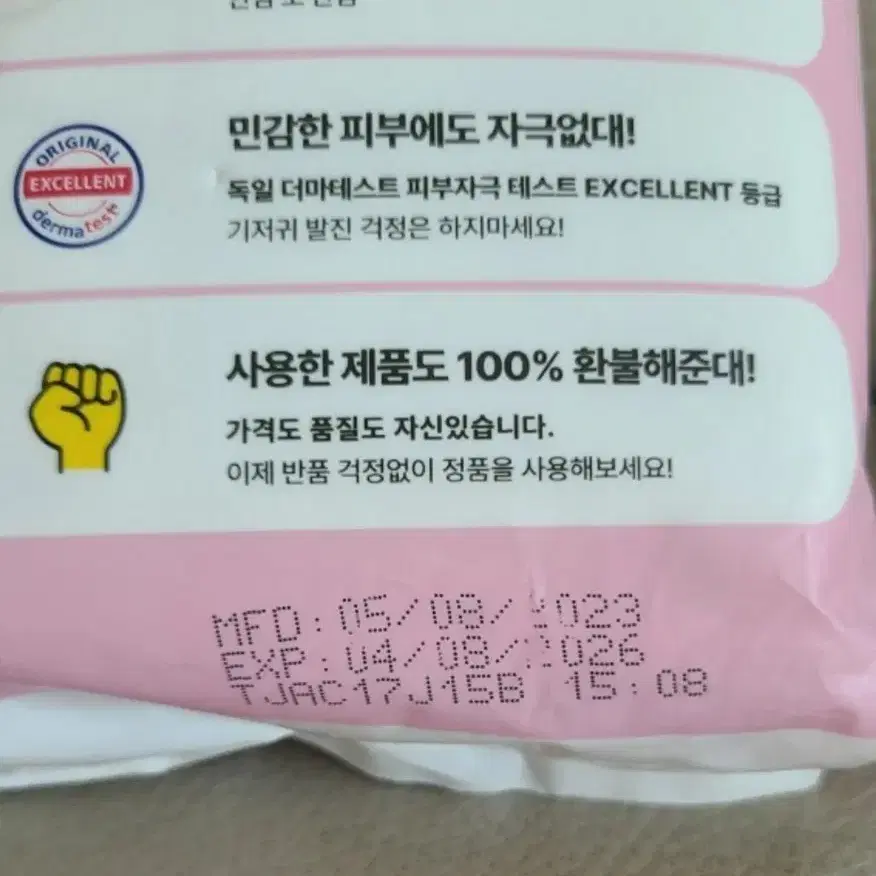 ORIGINAL
EXCELLENT
dermatest
민감한 피부에도 자극없대!
독일 더마테스트 피부자극 테스트 EXCELLENT 등급
기저귀 발진 걱정은 하지마세요!
사용한 제품도 100% 환불해준대!
가격도 품질도 자신있습니다.
이제 반품 걱정없이 정품을 사용해보세요!
MFD: 05/08/2023
EXP: 04/08/2026
TJAC17J15B 15:08